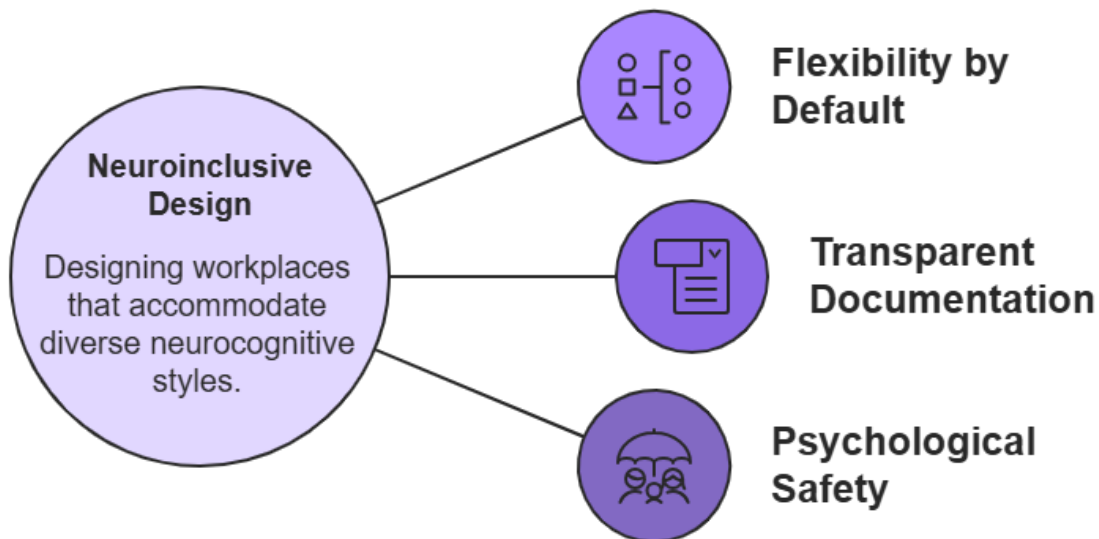 Neuroinclusive
Design
Designing workplaces
that accommodate
diverse neurocognitive
styles.
Flexibility by
Default
Transparent
Documentation
Psychological
Safety